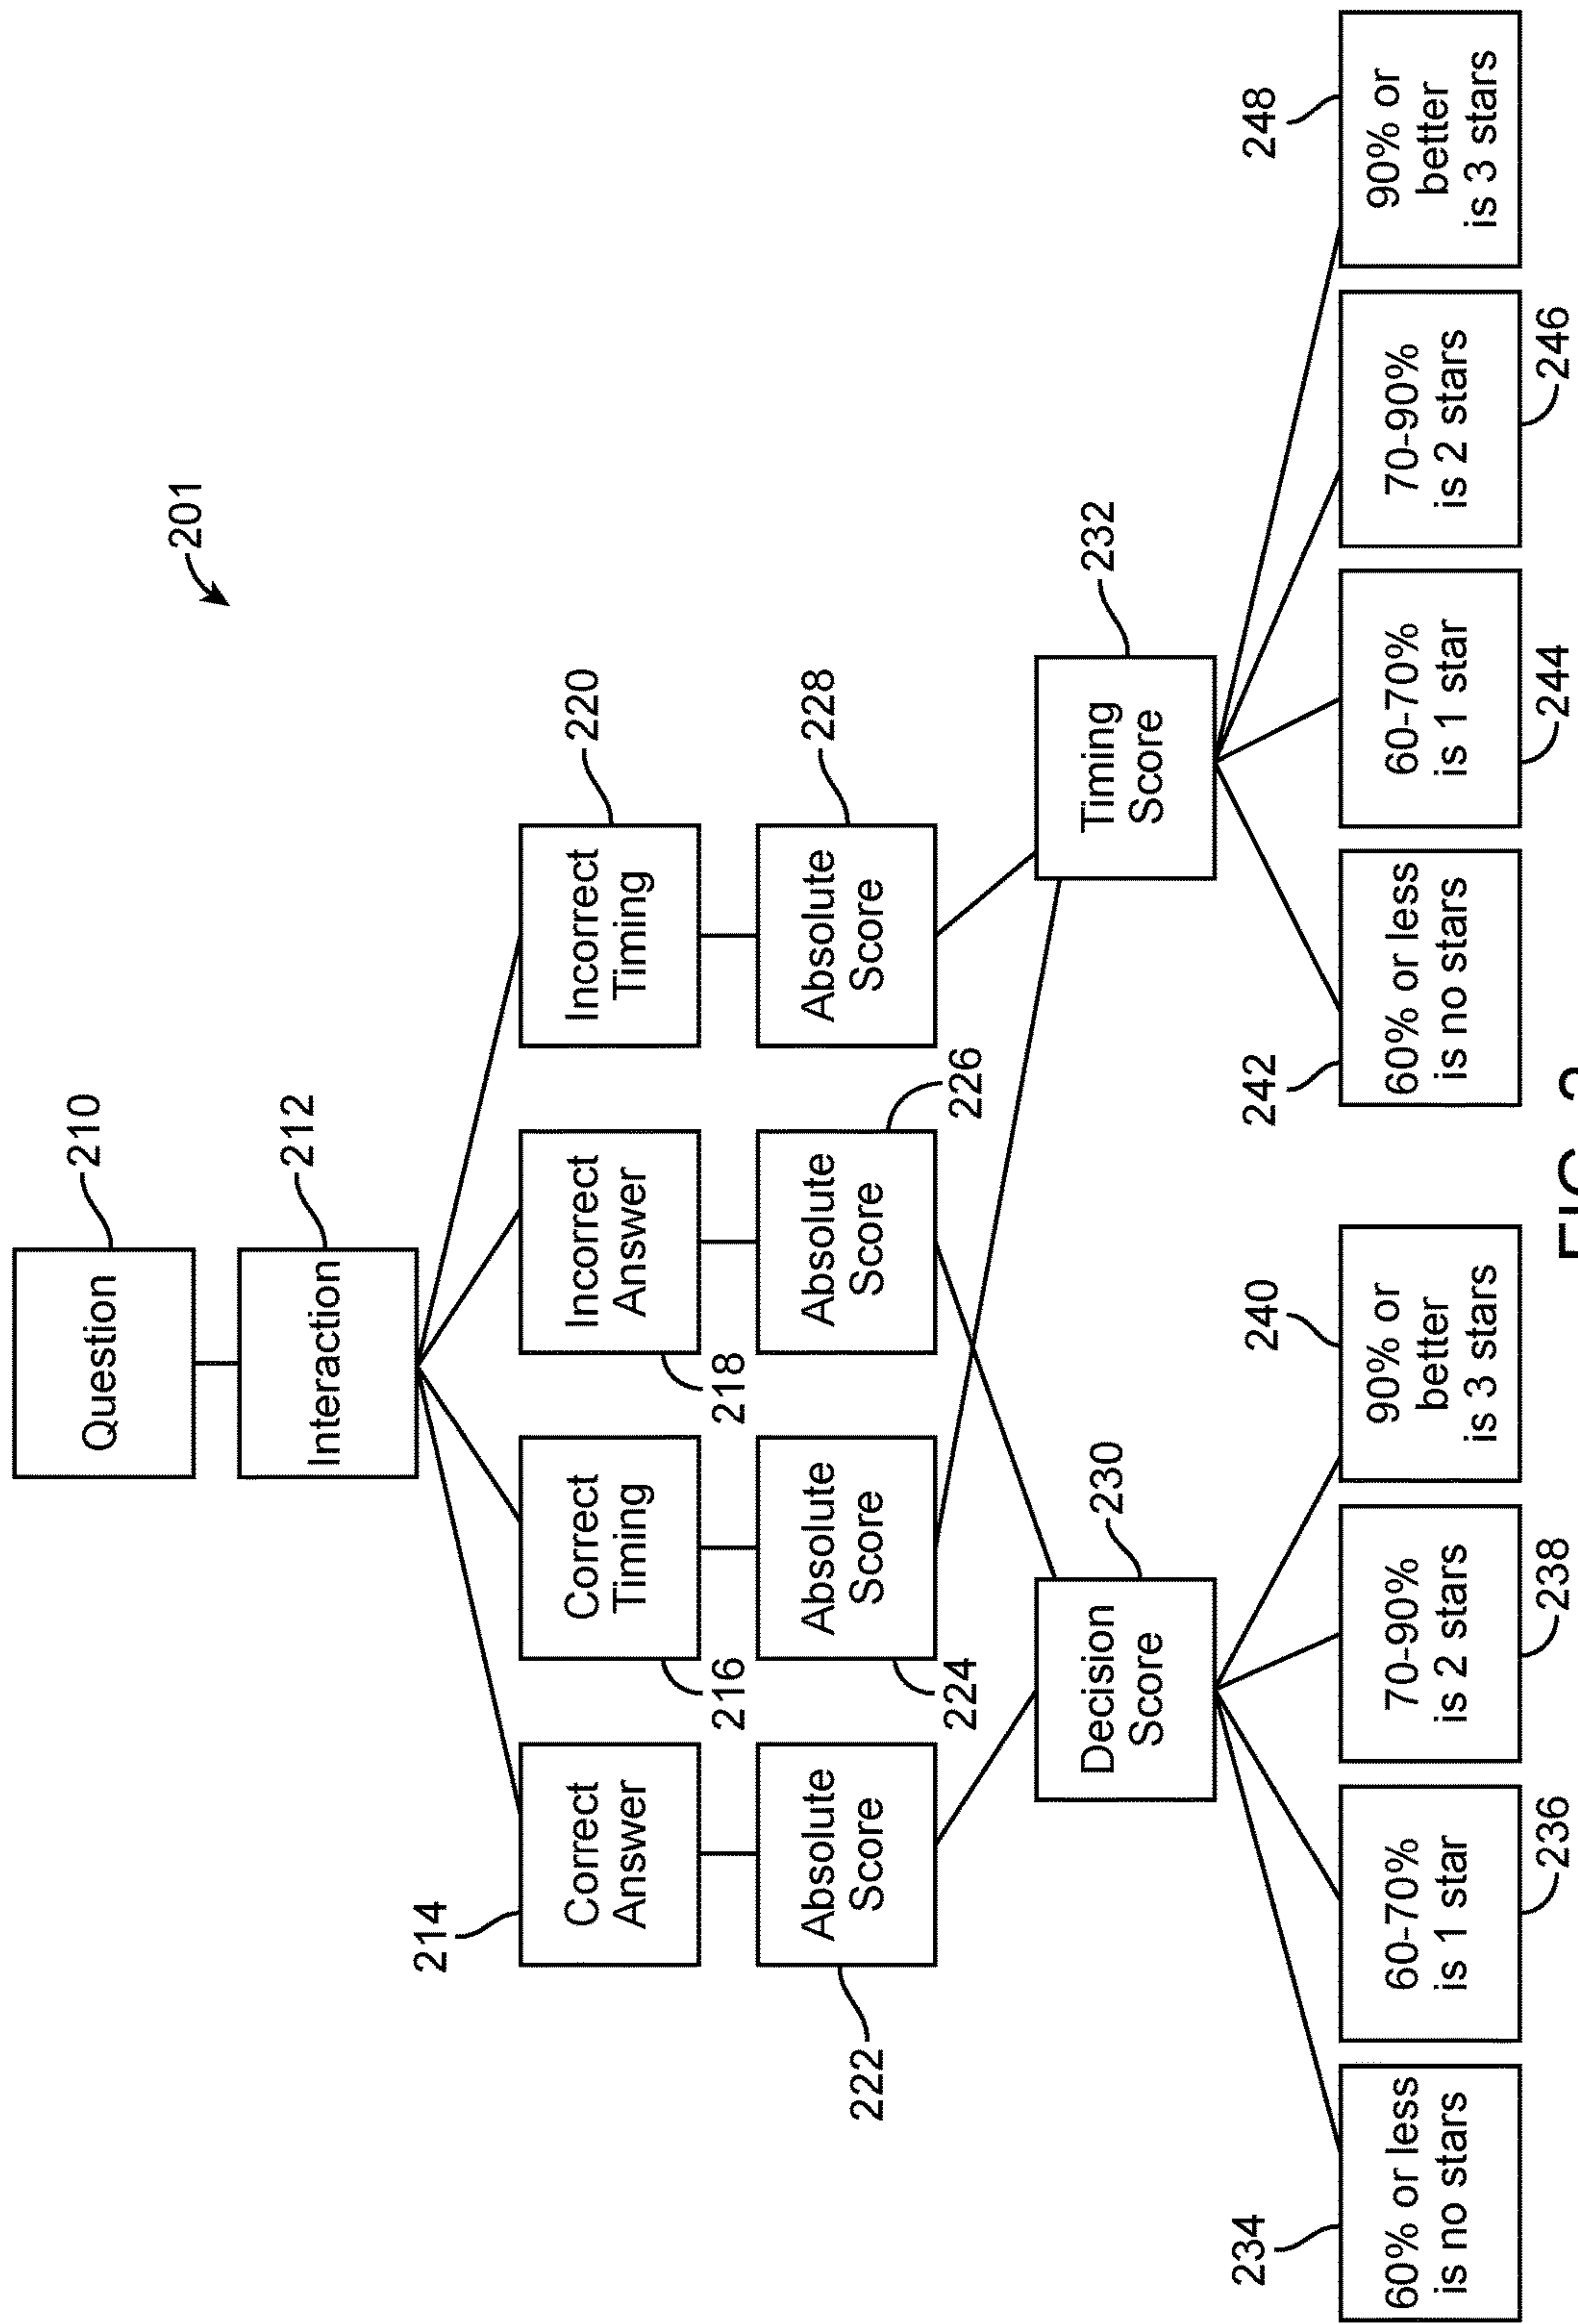 201
Question
210
Interaction
212
214
Correct
Answer
Correct
Timing
216
Incorrect
Answer
218
Incorrect
Timing
220
Absolute
Score
222
Absolute
Score
224
Absolute
Score
226
Absolute
Score
228
Decision
Score
230
Timing
Score
232
234
60% or less
is no stars
60-70%
is 1 star
236
70-90%
is 2 stars
238
240
90% or
better
is 3 stars
242
60% or less
is no stars
60-70%
is 1 star
244
70-90%
is 2 stars
246
248
90% or
better
is 3 stars